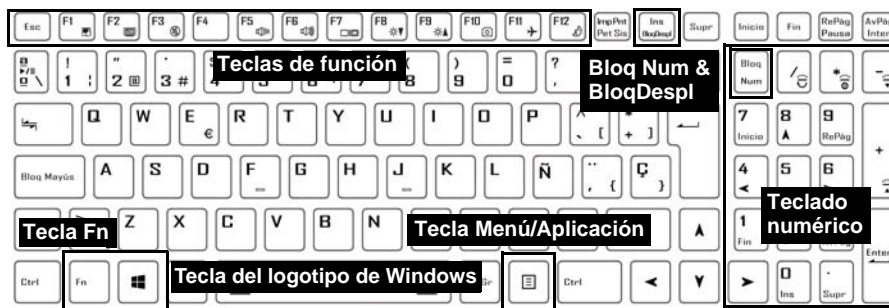 Esc F1 F2 F3 F4 F5 F6 F7 F8 F9 F10 F11 F12 ImpPnt Ins Supr Inicio Fin RePág AvPág
Pet Sis BloqDespl Pausa Inter
Teclas de función
Bloq Num &
BloqDespl
Bloq
Num
1 ! " 2 3 # 8 ) 9 = 0 ? / *
Q W E € R T Y U I O P ^ [ * + ] 7 8 9 +
Inicio RePág
Bloq Mayús A S D F G H J K L Ñ ¨ { Ç } 4 5 6
Teclado
numérico
Tecla Fn Z X C V B N Tecla Menú/Aplicación 1
Fin
Enter
Ctrl Fn Tecla del logotipo de Windows Gr Ctrl 0 .
Ins Supr